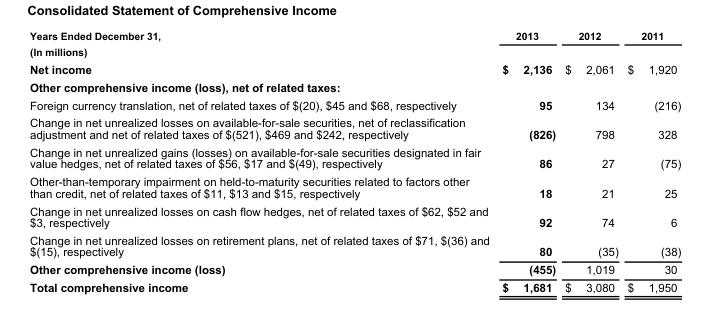 Consolidated Statement of Comprehensive Income
Years Ended December 31, 2013 2012 2011
(In millions)
Net income $ 2,136 $ 2,061 $ 1,920
Other comprehensive income (loss), net of related taxes:
Foreign currency translation, net of related taxes of $(20), $45 and $68, respectively 95 134 (216)
Change in net unrealized losses on available-for-sale securities, net of reclassification
adjustment and net of related taxes of $(521), $469 and $242, respectively (826) 798 328
Change in net unrealized gains (losses) on available-for-sale securities designated in fair
value hedges, net of related taxes of $56, $17 and $(49), respectively 86 27 (75)
Other-than-temporary impairment on held-to-maturity securities related to factors other
than credit, net of related taxes of $11, $13 and $15, respectively 18 21 25
Change in net unrealized losses on cash flow hedges, net of related taxes of $62, $52 and
$3, respectively 92 74 6
Change in net unrealized losses on retirement plans, net of related taxes of $71, $(36) and
$(15), respectively 80 (35) (38)
Other comprehensive income (loss) (455) 1,019 30
Total comprehensive income $ 1,681 $ 3,080 $ 1,950